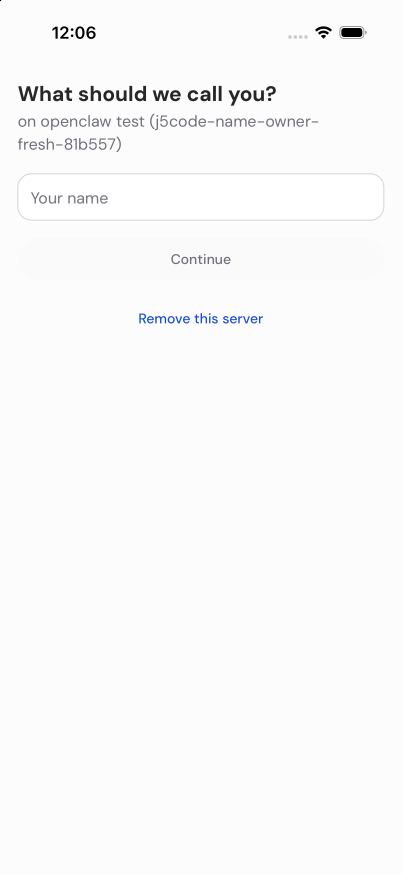 12:06
What should we call you?
on openclaw test (j5code-name-owner-
fresh-81b557)
Your name
Continue
Remove this server